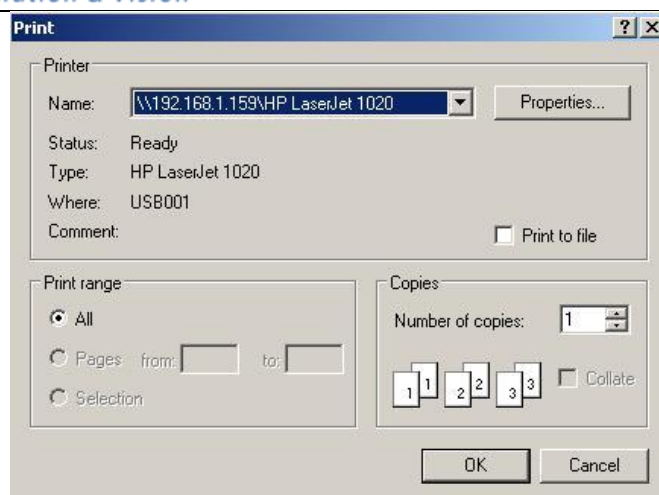 Print
Printer
Name: \\192.168.1.159\HP LaserJet 1020 Properties...
Status: Ready
Type: HP LaserJet 1020
Where: USB001
Comment: Print to file
Print range
All
Pages from: to:
Selection
Copies
Number of copies: 1
1 1 2 2 3 3 Collate
OK Cancel